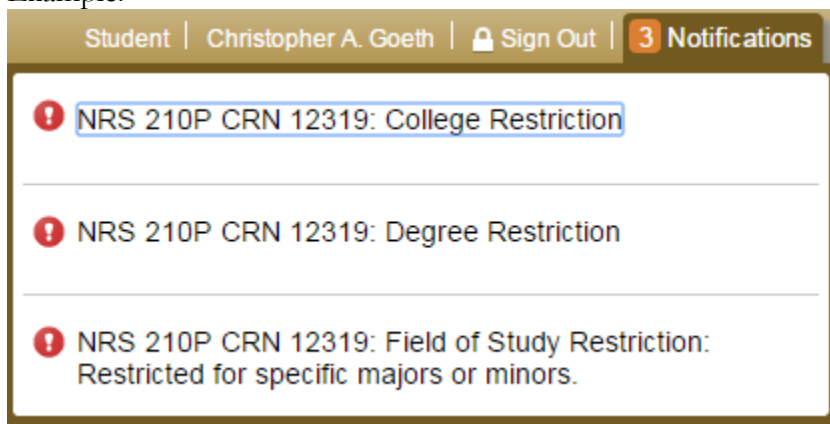 Student | Christopher A. Goeth | Sign Out | 3 Notifications
NRS 210P CRN 12319: College Restriction
NRS 210P CRN 12319: Degree Restriction
NRS 210P CRN 12319: Field of Study Restriction:
Restricted for specific majors or minors.